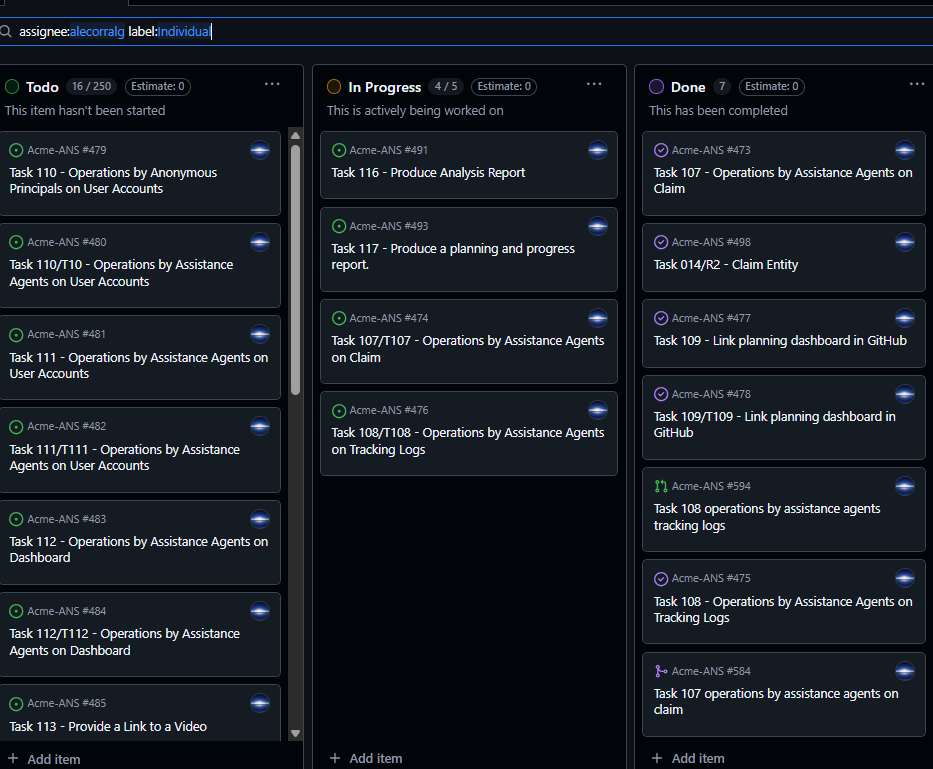 assignee:alecorralg label:Individual
Todo 16 / 250 Estimate: 0
This item hasn't been started
Acme-ANS #479
Task 110 - Operations by Anonymous
Principals on User Accounts
Acme-ANS #480
Task 110/T10 - Operations by Assistance
Agents on User Accounts
Acme-ANS #481
Task 111 - Operations by Assistance Agents on
User Accounts
Acme-ANS #482
Task 111/T111 - Operations by Assistance
Agents on User Accounts
Acme-ANS #483
Task 112 - Operations by Assistance Agents on
Dashboard
Acme-ANS #484
Task 112/T112 - Operations by Assistance
Agents on Dashboard
Acme-ANS #485
Task 113 - Provide a Link to a Video
+ Add item
In Progress 4 / 5 Estimate: 0
This is actively being worked on
Acme-ANS #491
Task 116 - Produce Analysis Report
Acme-ANS #493
Task 117 - Produce a planning and progress
report.
Acme-ANS #474
Task 107/T107 - Operations by Assistance Agents
on Claim
Acme-ANS #476
Task 108/T108 - Operations by Assistance Agents
on Tracking Logs
+ Add item
Done 7 Estimate: 0
This has been completed
Acme-ANS #473
Task 107 - Operations by Assistance Agents on
Claim
Acme-ANS #498
Task 014/R2 - Claim Entity
Acme-ANS #477
Task 109 - Link planning dashboard in GitHub
Acme-ANS #478
Task 109/T109 - Link planning dashboard in
GitHub
Acme-ANS #594
Task 108 operations by assistance agents
tracking logs
Acme-ANS #475
Task 108 - Operations by Assistance Agents on
Tracking Logs
Acme-ANS #584
Task 107 operations by assistance agents on
claim
+ Add item